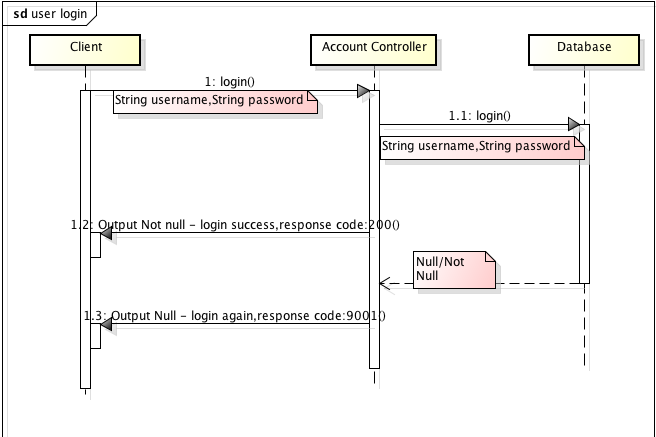 sd user login
Client
Account Controller
Database
1: login()
String username,String password
1.1: login()
String username,String password
1.2: Output Not null – login success,response code:200()
Null/Not
Null
1.3: Output Null – login again,response code:9001()